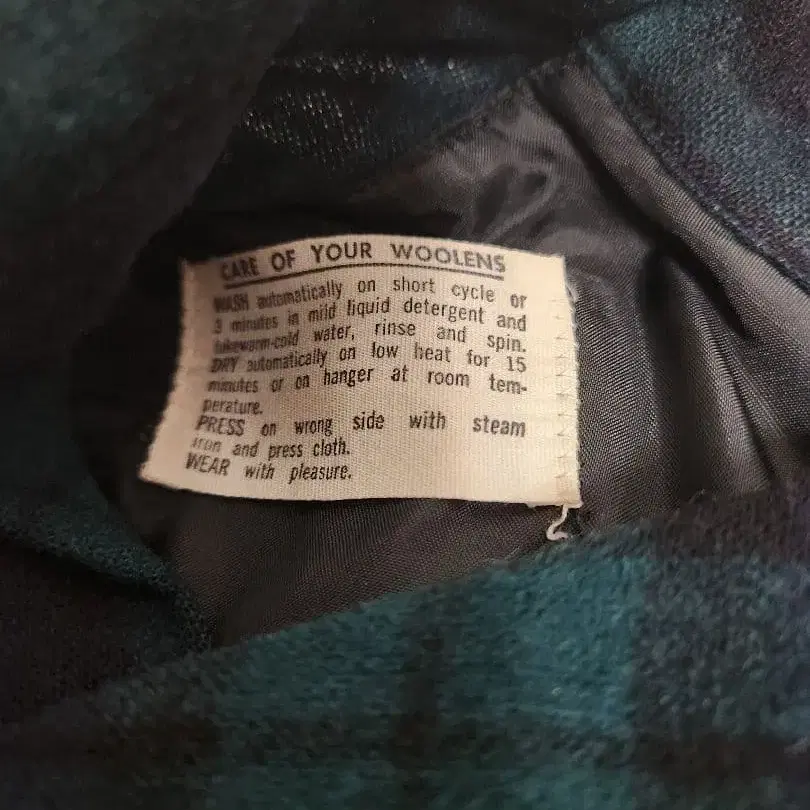 CARE OF YOUR WOOLENS
WASH automatically on short cycle or
3 minutes in mild liquid detergent and
lukewarm-cold water, rinse and spin.
DRY automatically on low heat for 15
minutes or on hanger at room tem-
perature.
PRESS on wrong side with steam
iron and press cloth.
WEAR with pleasure.